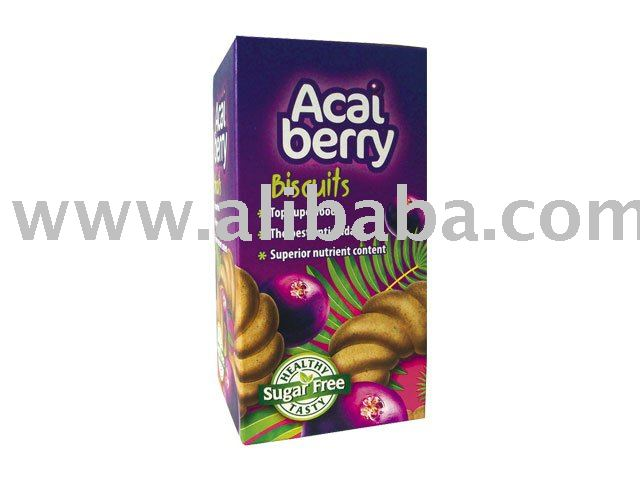 Acai
berry
Biscuits
www.alibaba.com
* Superior nutrient content
HEALTHY
Sugar Free
TASTY